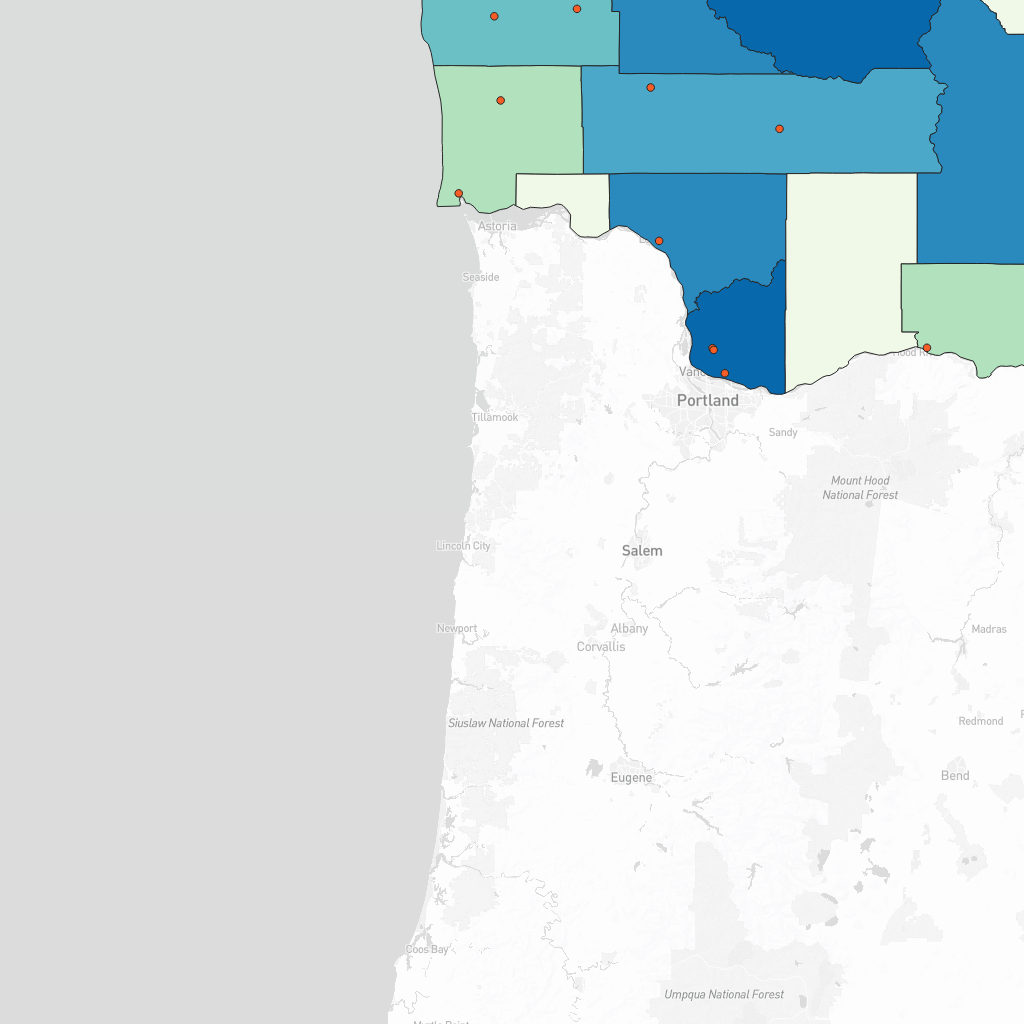 Astoria
Seaside
Vanc
Portland
Tillamook
Sandy
Mount Hood
National Forest
Lincoln City
Salem
Newport
Albany
Madras
Corvallis
Siuslaw National Forest
Redmond
Eugene
Bend
Coos Bay
Umpqua National Forest